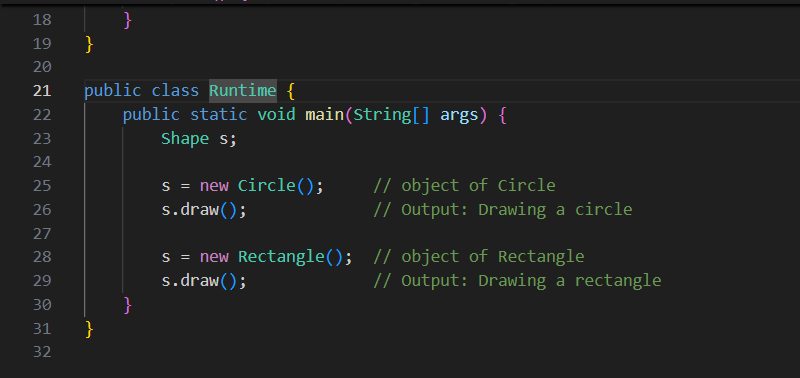 18     }
19 }
20
21 public class Runtime {
22     public static void main(String[] args) {
23         Shape s;
24
25         s = new Circle();     // object of Circle
26         s.draw();             // Output: Drawing a circle
27
28         s = new Rectangle();  // object of Rectangle
29         s.draw();             // Output: Drawing a rectangle
30     }
31 }
32